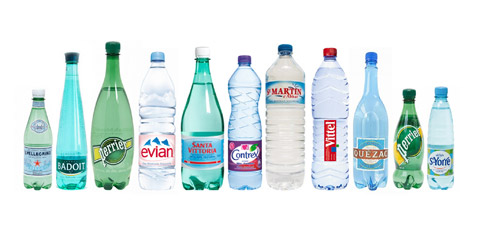 S.PELLEGRINO
BADOIT
Perrier
evian
SANTA
VITTORIA
Contrex
St MARTIN
Vittel
QUEZAC
Perrier
St-Yorre